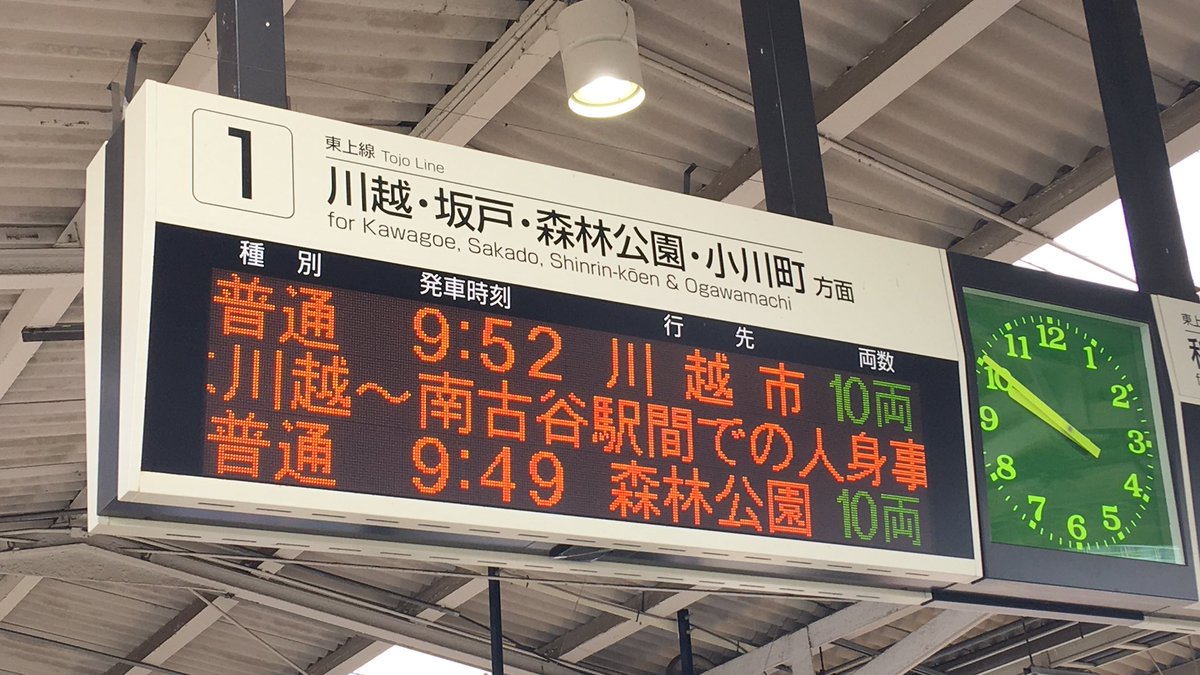 1
東上線 Tojo Line
川越・坂戸・森林公園・小川町 方面
for Kawagoe, Sakado, Shinrin-kōen & Ogawamachi
種別 発車時刻 行先 両数
普通 9:52 川越市 10両
川越～南古谷駅間での人身事
普通 9:49 森林公園 10両
12 1 2 3 4 5 6 7 8 9 10 11
東上